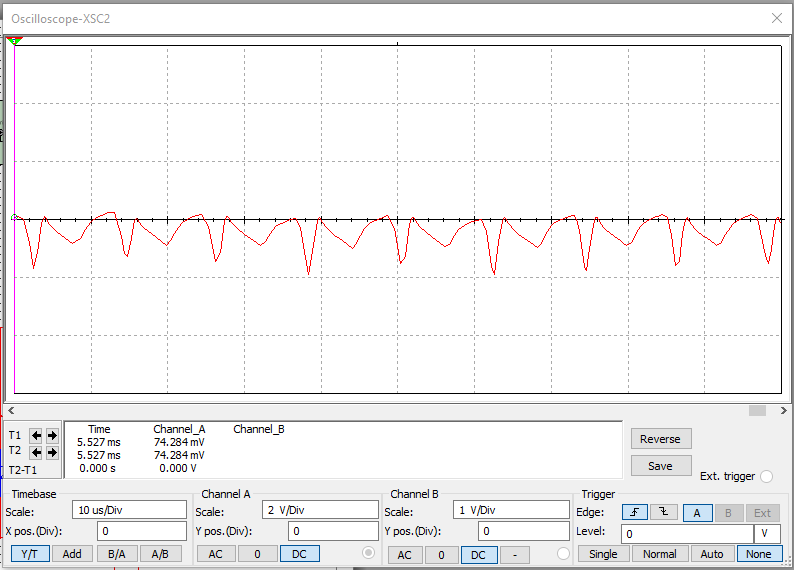 Oscilloscope-XSC2
Time Channel_A Channel_B
T1 5.527 ms 74.284 mV
T2 5.527 ms 74.284 mV
T2-T1 0.000 s 0.000 V
Reverse
Save
Ext. trigger
Timebase Channel A Channel B Trigger
Scale: 10 us/Div Scale: 2 V/Div Scale: 1 V/Div Edge: A B Ext
X pos.(Div): 0 Y pos.(Div): 0 Y pos.(Div): 0 Level: 0 V
Y/T Add B/A A/B AC 0 DC AC 0 DC - Single Normal Auto None